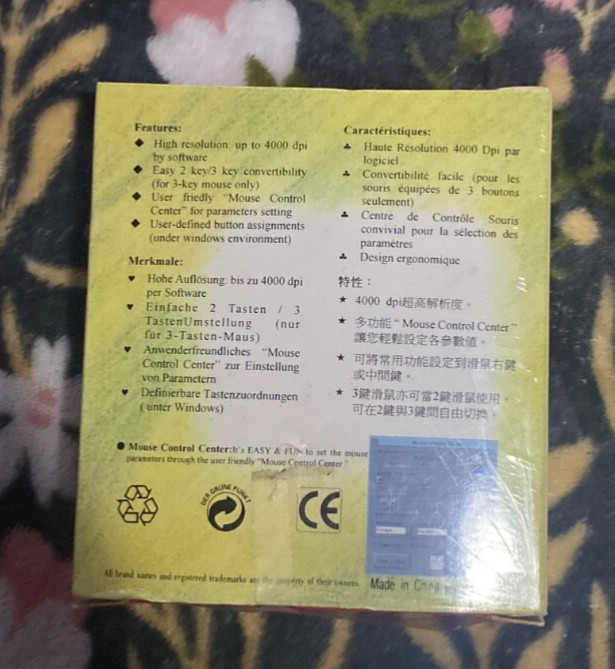 Features:
◆ High resolution: up to 4000 dpi
by software
◆ Easy 2 key/3 key convertibility
(for 3-key mouse only)
◆ User friedly "Mouse Control
Center" for parameters setting
◆ User-defined button assignments
(under windows environment)
Merkmale:
♥ Hohe Auflösung: bis zu 4000 dpi
per Software
♥ Einfache 2 Tasten / 3
TastenUmstellung (nur
für 3-Tasten-Maus)
♥ Anwenderfreundliches "Mouse
Control Center" zur Einstellung
von Parametern
♥ Definierbare Tastenzuordnungen
( unter Windows)
Caractéristiques:
♣ Haute Résolution 4000 Dpi par
logiciel
♣ Convertibilité facile (pour les
souris équipées de 3 boutons
seulement)
♣ Centre de Contrôle Souris
convivial pour la sélection des
paramètres
♣ Design ergonomique
特性：
★ 4000 dpi超高解析度。
★ 多功能" Mouse Control Center"
讓您輕鬆設定各參數值。
★ 可將常用功能設定到滑鼠右鍵
或中間鍵。
★ 3鍵滑鼠亦可當2鍵滑鼠使用，
可在2鍵與3鍵間自由切換。
● Mouse Control Center:It's EASY & FUN to set the mouse
parameters through the user friendly "Mouse Control Center"
DER GRÜNE PUNKT
CE
All brand names and registered trademarks are the property of their owners.
Made in